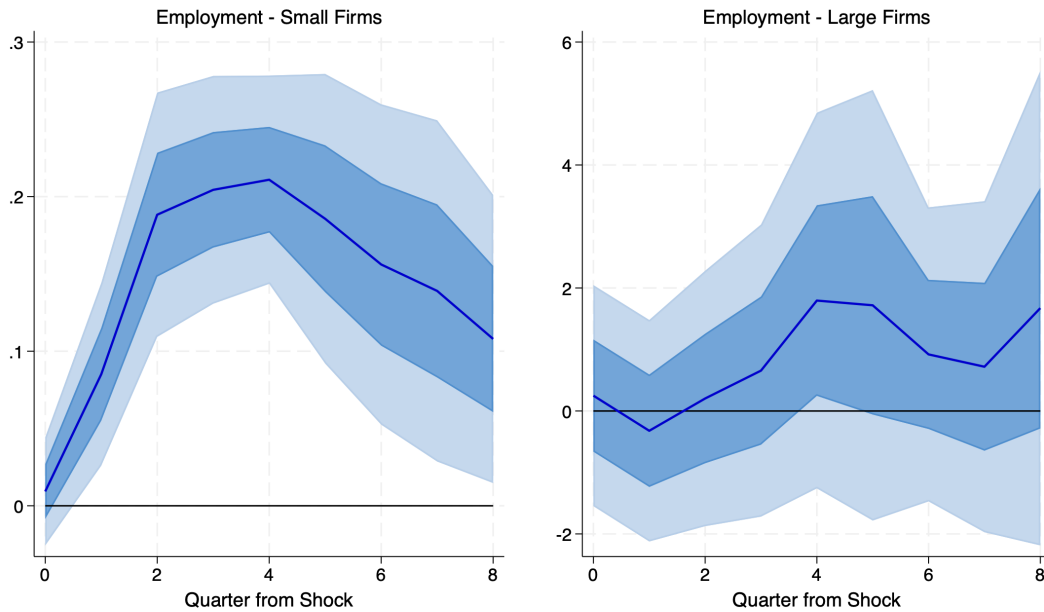 Employment - Small Firms
.3
.2
.1
0
0 2 4 6 8
Quarter from Shock
Employment - Large Firms
6
4
2
0
-2
0 2 4 6 8
Quarter from Shock